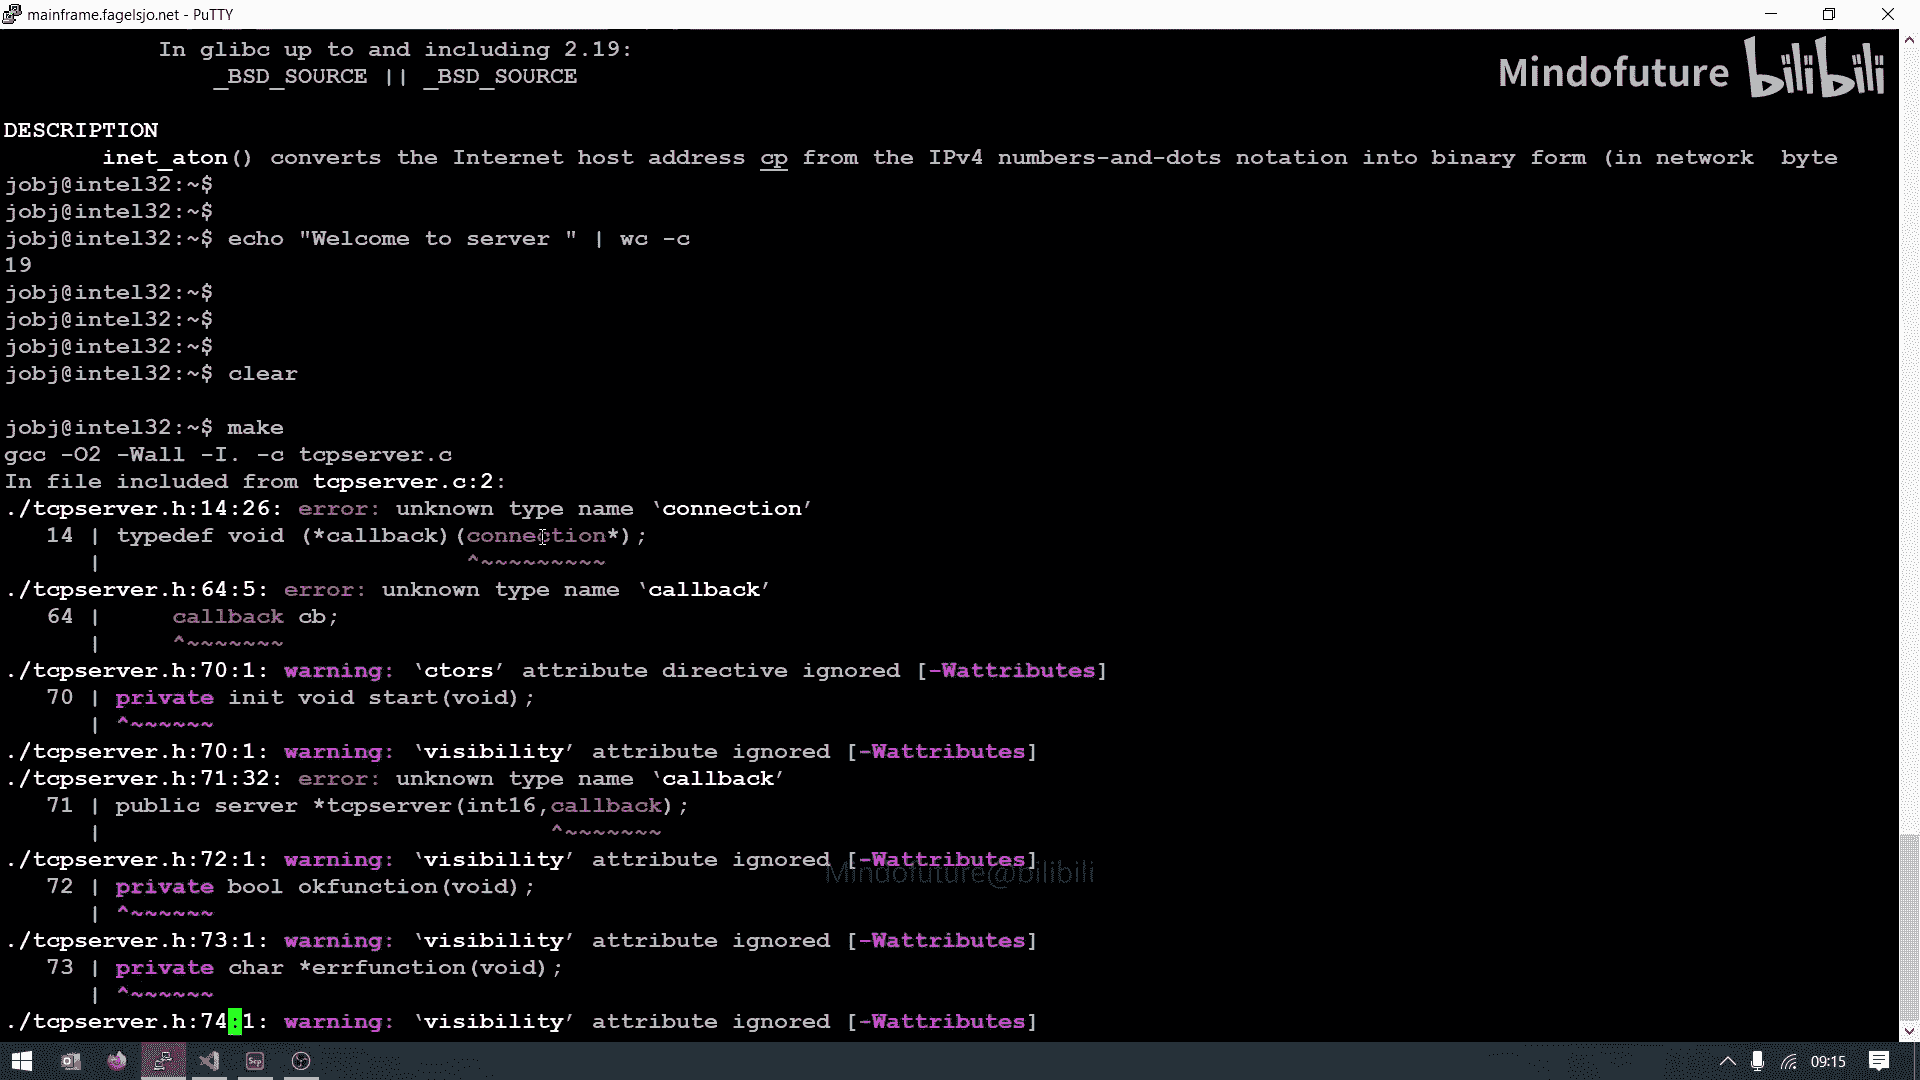 mainframe.fagelsjo.net - PuTTY
In glibc up to and including 2.19:
_BSD_SOURCE || _BSD_SOURCE
Mindofuture bilibili
DESCRIPTION
inet_aton() converts the Internet host address cp from the IPv4 numbers-and-dots notation into binary form (in network  byte
jobj@intel32:~$
jobj@intel32:~$
jobj@intel32:~$ echo "Welcome to server " | wc -c
19
jobj@intel32:~$
jobj@intel32:~$
jobj@intel32:~$
jobj@intel32:~$ clear
jobj@intel32:~$ make
gcc -O2 -Wall -I. -c tcpserver.c
In file included from tcpserver.c:2:
./tcpserver.h:14:26: error: unknown type name ‘connection’
14 | typedef void (*callback)(connection*);
| ^~~~~~~~~~
./tcpserver.h:64:5: error: unknown type name ‘callback’
64 |     callback cb;
|     ^~~~~~~~
./tcpserver.h:70:1: warning: ‘ctors’ attribute directive ignored [-Wattributes]
70 | private init void start(void);
| ^~~~~~~
./tcpserver.h:70:1: warning: ‘visibility’ attribute ignored [-Wattributes]
./tcpserver.h:71:32: error: unknown type name ‘callback’
71 | public server *tcpserver(int16,callback);
| ^~~~~~~~
./tcpserver.h:72:1: warning: ‘visibility’ attribute ignored [-Wattributes]
72 | private bool okfunction(void);
Mindofuture@bilibili
| ^~~~~~~
./tcpserver.h:73:1: warning: ‘visibility’ attribute ignored [-Wattributes]
73 | private char *errfunction(void);
| ^~~~~~~
./tcpserver.h:74:1: warning: ‘visibility’ attribute ignored [-Wattributes]
Scp
09:15